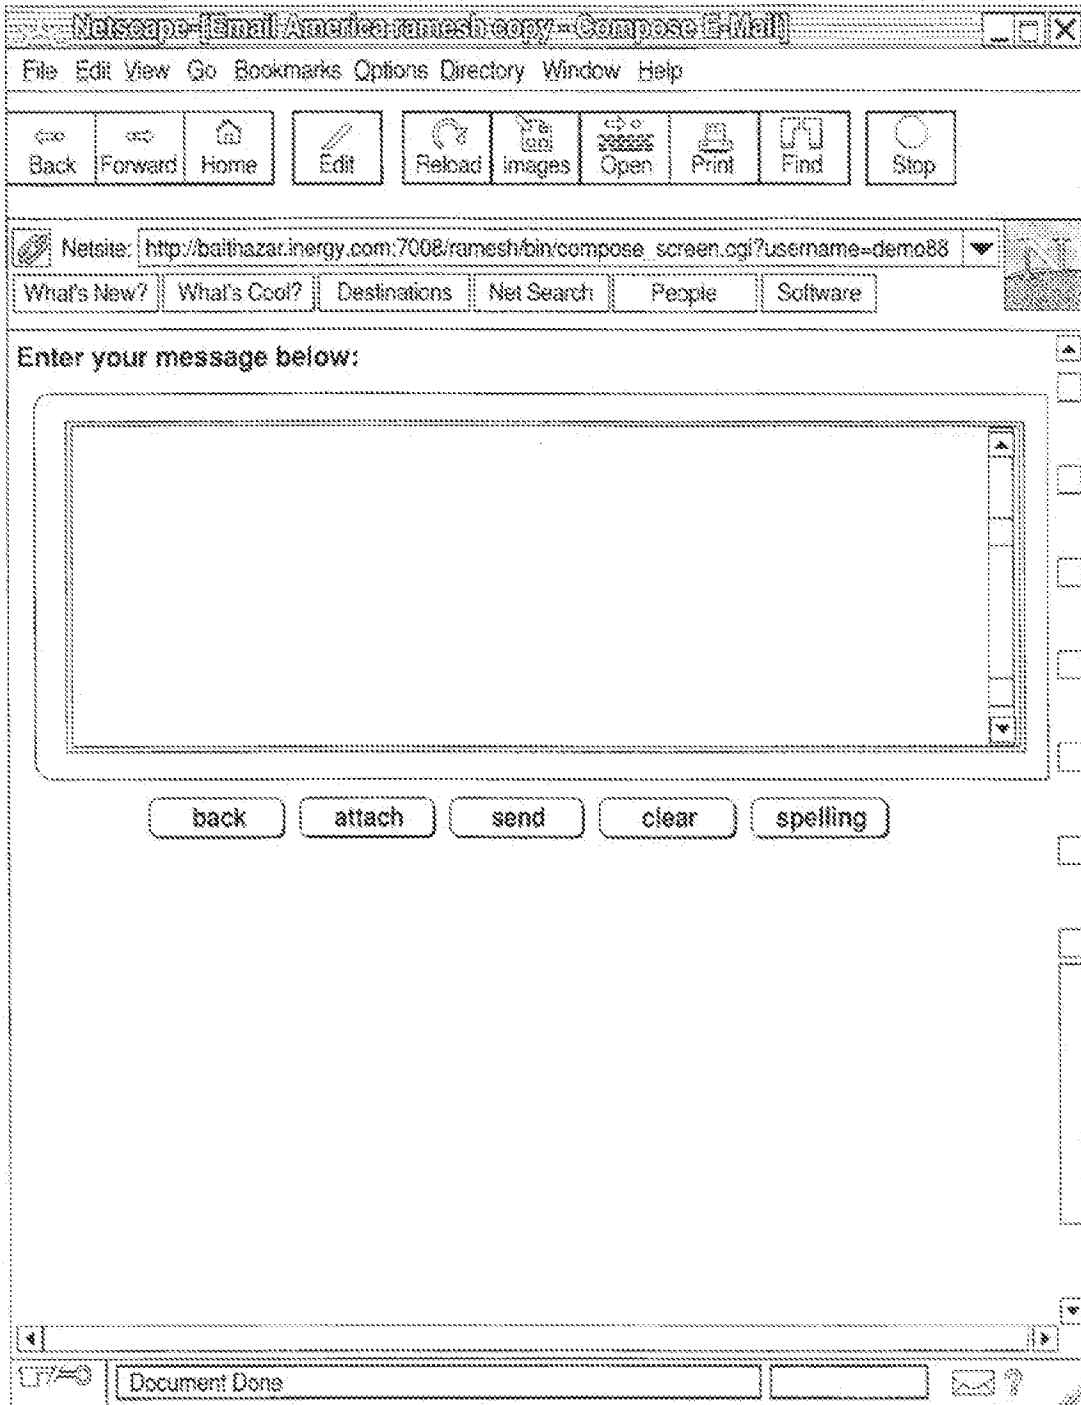 Netscape-[Email America ramesh copy - Compose E-Mail]
File Edit View Go Bookmarks Options Directory Window Help
Back Forward Home Edit Reload Images Open Print Find Stop
Netsite: http://balthazar.inergy.com:7008/ramesh/bin/compose_screen.cgi?username=demo88
N
What's New? What's Cool? Destinations Net Search People Software
Enter your message below:
back attach send clear spelling
Document Done